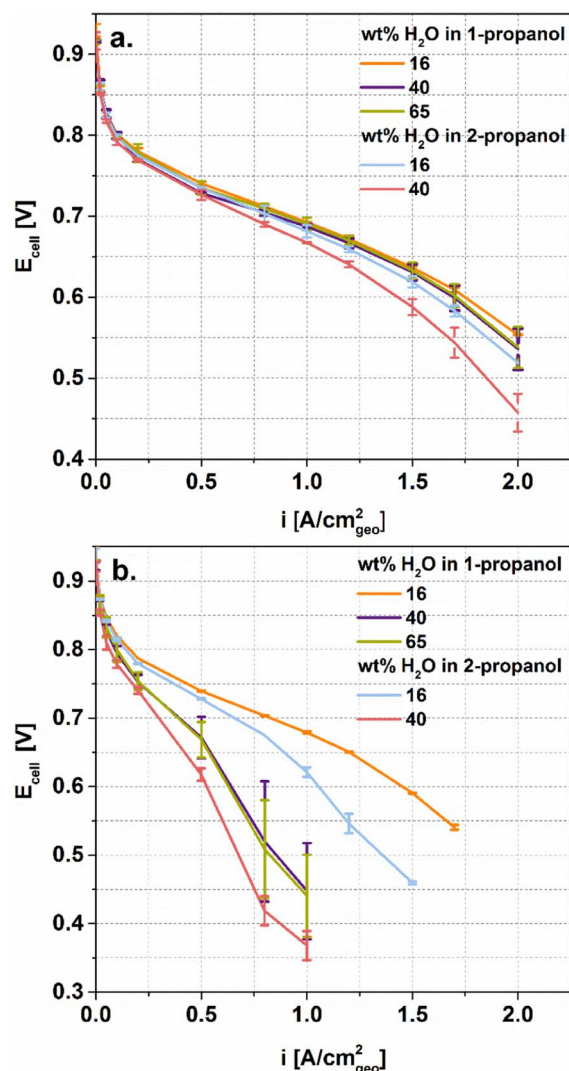 a.
wt% H₂O in 1-propanol
16
40
65
wt% H₂O in 2-propanol
16
40
0.9
0.8
0.7
0.6
0.5
0.4
E_cell [V]
0.0 0.5 1.0 1.5 2.0
i [A/cm²_geo]
b.
wt% H₂O in 1-propanol
16
40
65
wt% H₂O in 2-propanol
16
40
0.9
0.8
0.7
0.6
0.5
0.4
0.3
E_cell [V]
0.0 0.5 1.0 1.5 2.0
i [A/cm²_geo]